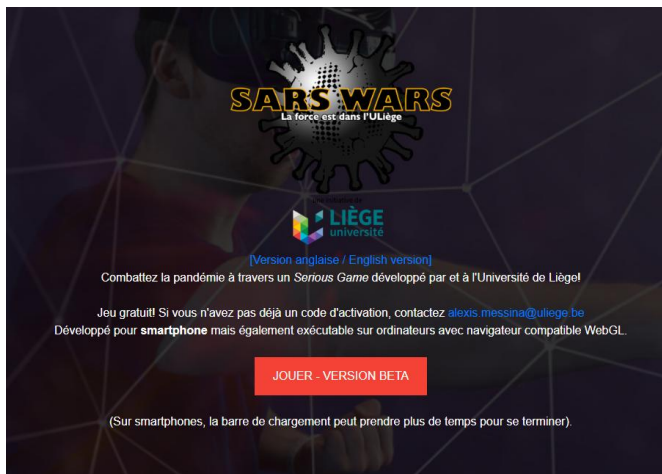 SARS WARS
La force est dans l'ULiège
une initiative de
LIÈGE
université
[Version anglaise / English version]
Combattez la pandémie à travers un Serious Game développé par et à l'Université de Liège!
Jeu gratuit! Si vous n'avez pas déjà un code d'activation, contactez alexis.messina@uliege.be
Développé pour smartphone mais également exécutable sur ordinateurs avec navigateur compatible WebGL.
JOUER - VERSION BETA
(Sur smartphones, la barre de chargement peut prendre plus de temps pour se terminer).